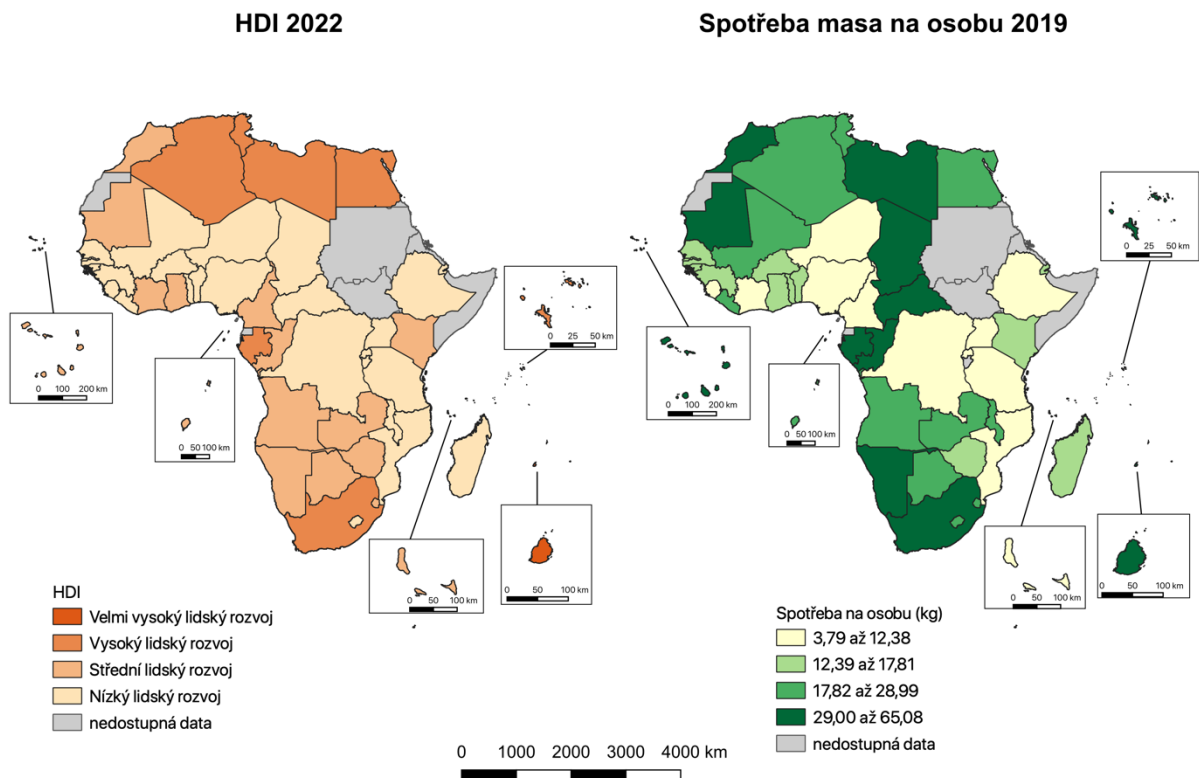 HDI 2022
Spotřeba masa na osobu 2019
0 25 50 km
0 100 200 km
0 50 100 km
0 50 100 km
0 50 100 km
HDI
Velmi vysoký lidský rozvoj
Vysoký lidský rozvoj
Střední lidský rozvoj
Nízký lidský rozvoj
nedostupná data
0 25 50 km
0 100 200 km
0 50 100 km
0 50 100 km
0 50 100 km
Spotřeba na osobu (kg)
3,79 až 12,38
12,39 až 17,81
17,82 až 28,99
29,00 až 65,08
nedostupná data
0 1000 2000 3000 4000 km